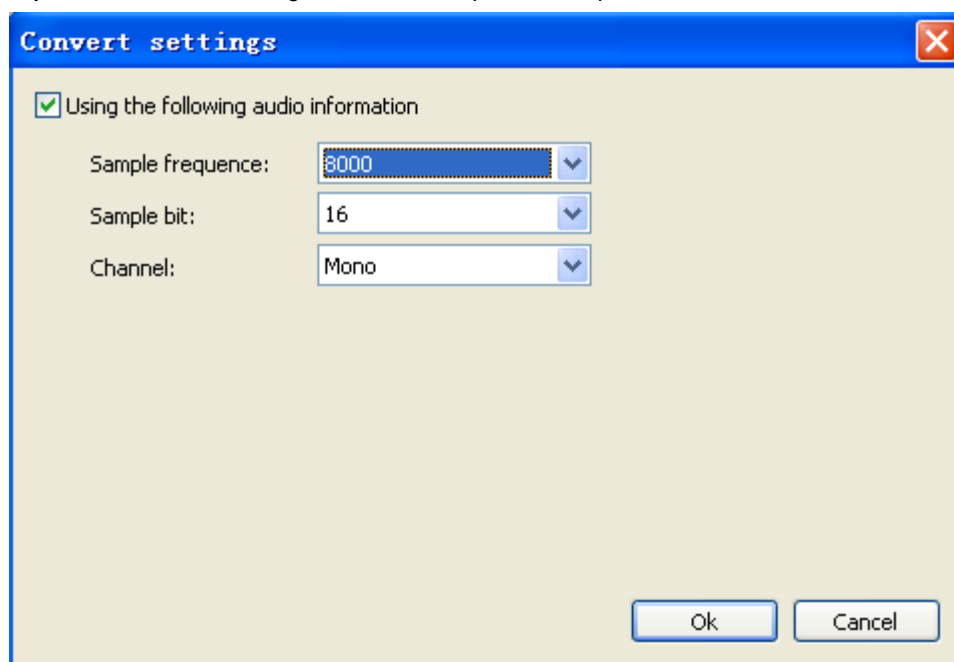 Convert settings
Using the following audio information
Sample frequence: 8000
Sample bit: 16
Channel: Mono
Ok Cancel